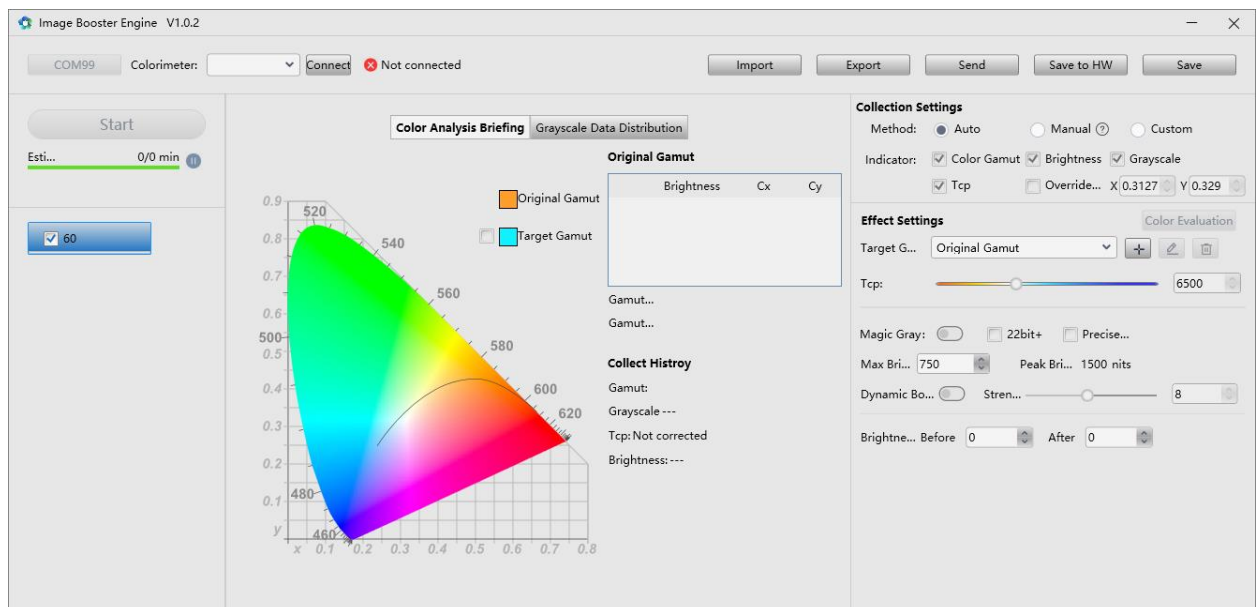 Image Booster Engine V1.0.2
COM99 Colorimeter: Connect Not connected Import Export Send Save to HW Save
Start
Esti... 0/0 min
60
Color Analysis Briefing Grayscale Data Distribution
Original Gamut
Target Gamut
0.9
0.8
0.7
0.6
0.5
0.4
0.3
0.2
0.1
y
x 0.1 0.2 0.3 0.4 0.5 0.6 0.7 0.8
520
540
560
580
600
620
500
480
460
Original Gamut
Brightness Cx Cy
Gamut...
Gamut...
Collect Histroy
Gamut:
Grayscale ---
Tcp: Not corrected
Brightness: ---
Collection Settings
Method: Auto Manual ? Custom
Indicator: Color Gamut Brightness Grayscale
Tcp Override... X 0.3127 Y 0.329
Effect Settings Color Evaluation
Target G... Original Gamut
Tcp: 6500
Magic Gray: 22bit+ Precise...
Max Bri... 750 Peak Bri... 1500 nits
Dynamic Bo... Stren... 8
Brightne... Before 0 After 0